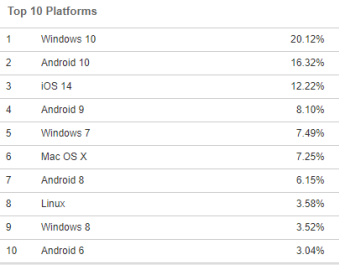 Top 10 Platforms
1 Windows 10 20.12%
2 Android 10 16.32%
3 iOS 14 12.22%
4 Android 9 8.10%
5 Windows 7 7.49%
6 Mac OS X 7.25%
7 Android 8 6.15%
8 Linux 3.58%
9 Windows 8 3.52%
10 Android 6 3.04%